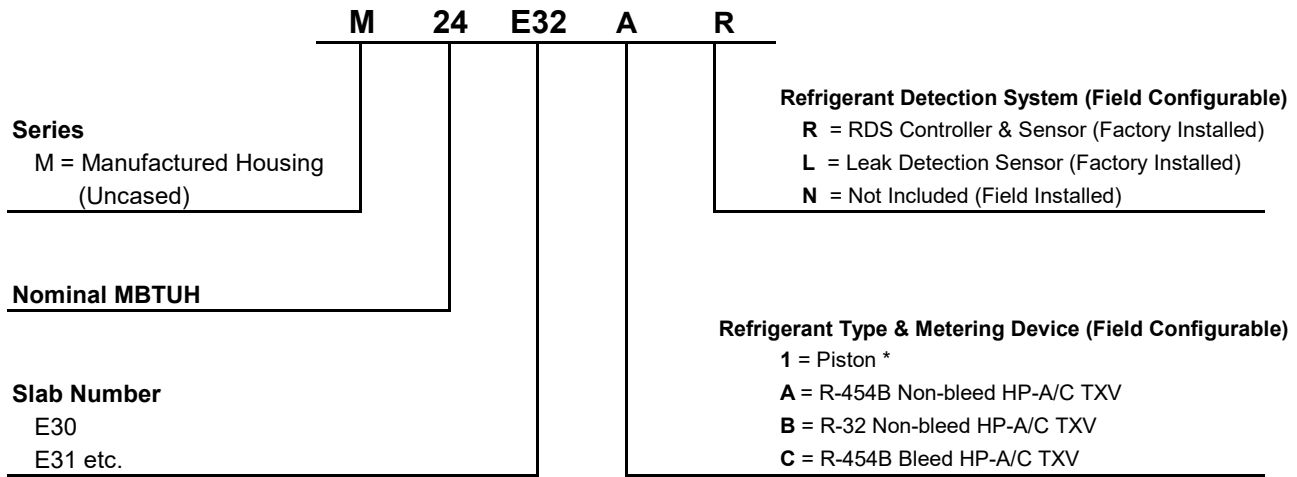 M 24 E32 A R
Series
M = Manufactured Housing
(Uncased)
Nominal MBTUH
Slab Number
E30
E31 etc.
Refrigerant Detection System (Field Configurable)
R = RDS Controller & Sensor (Factory Installed)
L = Leak Detection Sensor (Factory Installed)
N = Not Included (Field Installed)
Refrigerant Type & Metering Device (Field Configurable)
1 = Piston *
A = R-454B Non-bleed HP-A/C TXV
B = R-32 Non-bleed HP-A/C TXV
C = R-454B Bleed HP-A/C TXV